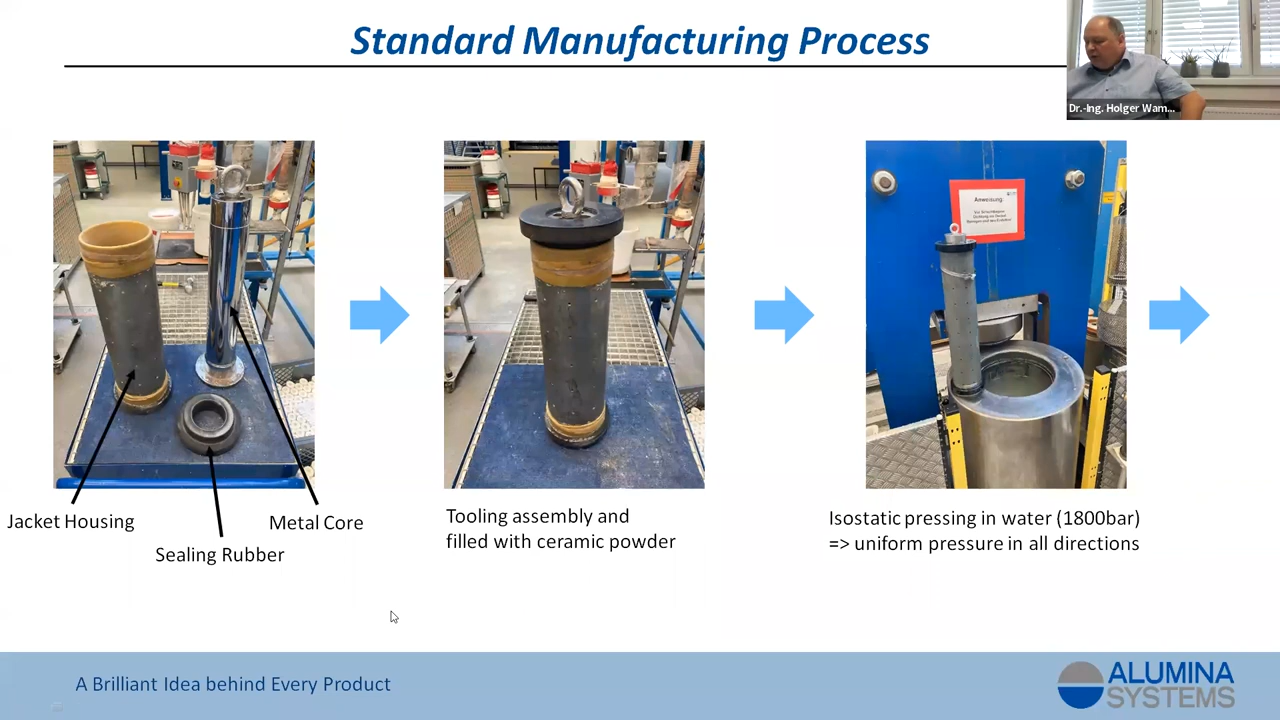 Standard Manufacturing Process
Dr.-Ing. Holger Wam...
Anweisung:
Jacket Housing
Sealing Rubber
Metal Core
Tooling assembly and
filled with ceramic powder
Isostatic pressing in water (1800bar)
=> uniform pressure in all directions
A Brilliant Idea behind Every Product
ALUMINA
SYSTEMS